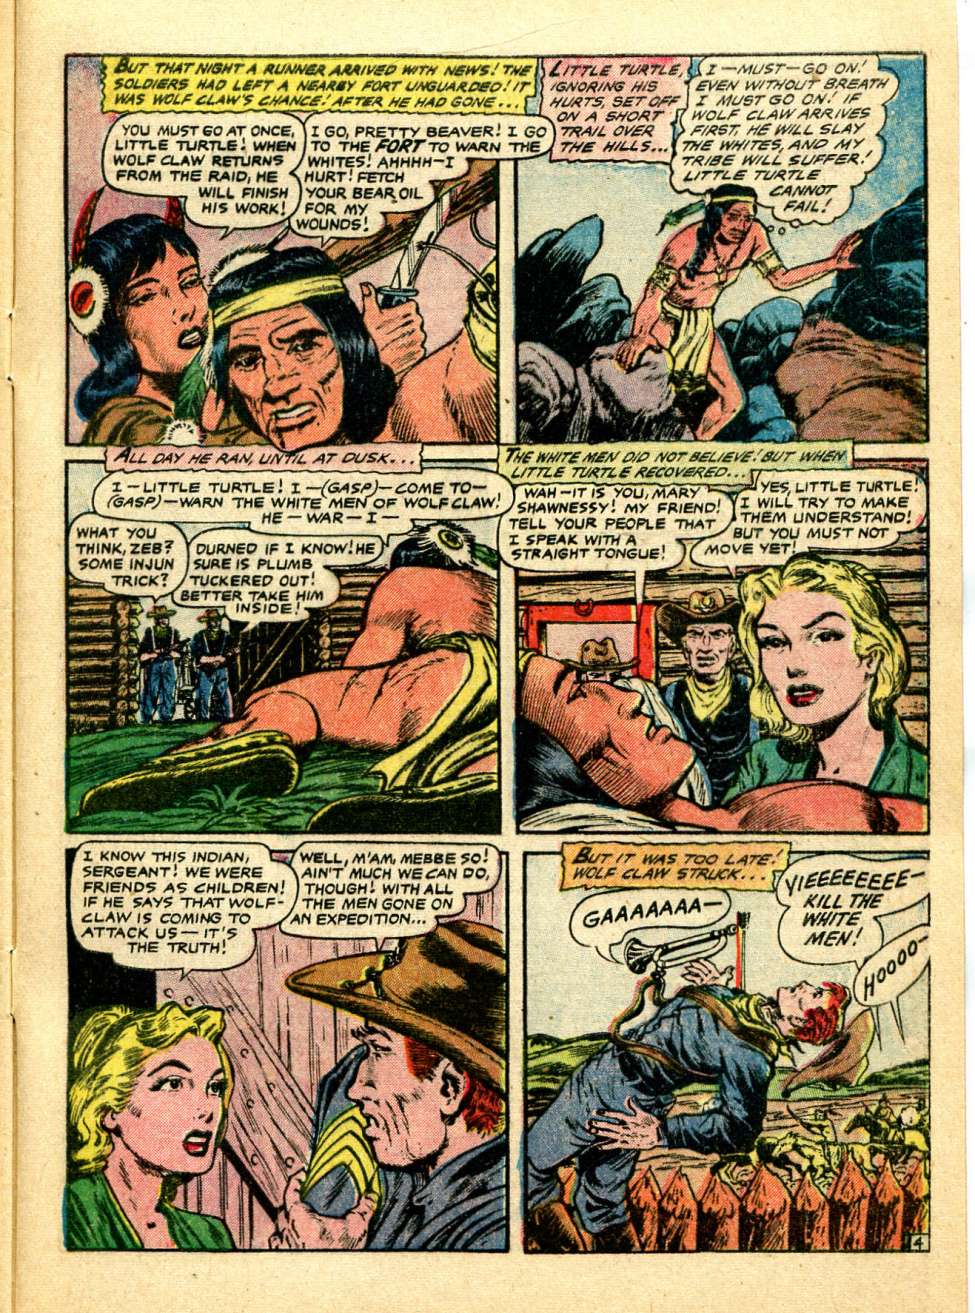 BUT THAT NIGHT A RUNNER ARRIVED WITH NEWS! THE
SOLDIERS HAD LEFT A NEARBY FORT UNGUARDED! IT
WAS WOLF CLAW'S CHANCE! AFTER HE HAD GONE...
YOU MUST GO AT ONCE,
LITTLE TURTLE! WHEN
WOLF CLAW RETURNS
FROM THE RAID, HE
WILL FINISH
HIS WORK!
I GO, PRETTY BEAVER! I GO
TO THE FORT TO WARN THE
WHITES! AHHHH-I
HURT! FETCH
YOUR BEAR OIL
FOR MY
WOUNDS!
LITTLE TURTLE,
IGNORING HIS
HURTS, SET OFF
ON A SHORT
TRAIL OVER
THE HILLS...
I-MUST-GO ON!
EVEN WITHOUT BREATH
I MUST GO ON! IF
WOLF CLAW ARRIVES
FIRST, HE WILL SLAY
THE WHITES, AND MY
TRIBE WILL SUFFER!
LITTLE TURTLE
CANNOT
FAIL!
ALL DAY HE RAN, UNTIL AT DUSK...
I-LITTLE TURTLE! I-(GASP)-COME TO-
(GASP)-WARN THE WHITE MEN OF WOLF CLAW!
HE-WAR-I-
WHAT YOU
THINK, ZEB?
SOME INJUN
TRICK?
DURNED IF I KNOW! HE
SURE IS PLUMB
TUCKERED OUT!
BETTER TAKE HIM
INSIDE!
THE WHITE MEN DID NOT BELIEVE! BUT WHEN
LITTLE TURTLE RECOVERED...
WAH-IT IS YOU, MARY
SHAWNESSY! MY FRIEND!
TELL YOUR PEOPLE THAT
I SPEAK WITH A
STRAIGHT TONGUE!
YES, LITTLE TURTLE!
I WILL TRY TO MAKE
THEM UNDERSTAND!
BUT YOU MUST NOT
MOVE YET!
I KNOW THIS INDIAN,
SERGEANT! WE WERE
FRIENDS AS CHILDREN!
IF HE SAYS THAT WOLF-
CLAW IS COMING TO
ATTACK US-IT'S
THE TRUTH!
WELL, M'AM, MEBBE SO!
AIN'T MUCH WE CAN DO,
THOUGH! WITH ALL
THE MEN GONE ON
AN EXPEDITION...
BUT IT WAS TOO LATE!
WOLF CLAW STRUCK...
GAAAAAAA-
YIEEEEEEEE-
KILL THE
WHITE
MEN!
HOOOO-
4